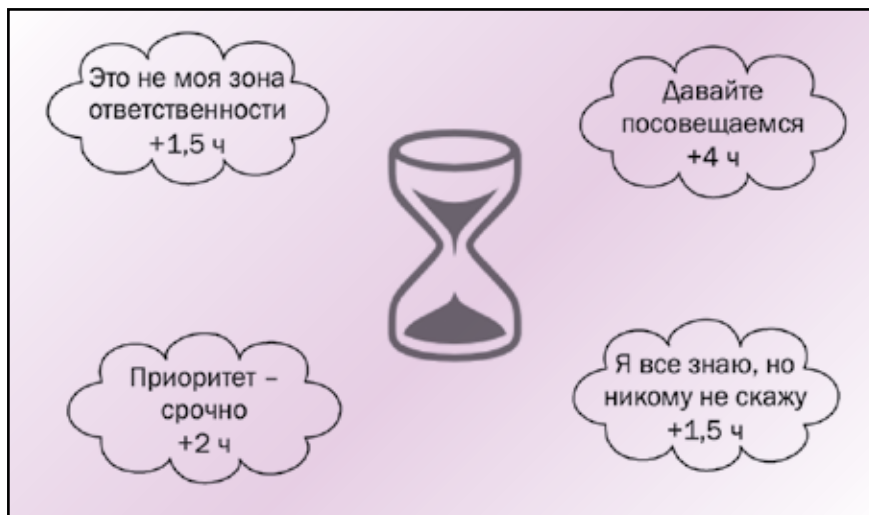 Это не моя зона
ответственности
+1,5 ч
Давайте
посовещаемся
+4 ч
Приоритет –
срочно
+2 ч
Я все знаю, но
никому не скажу
+1,5 ч